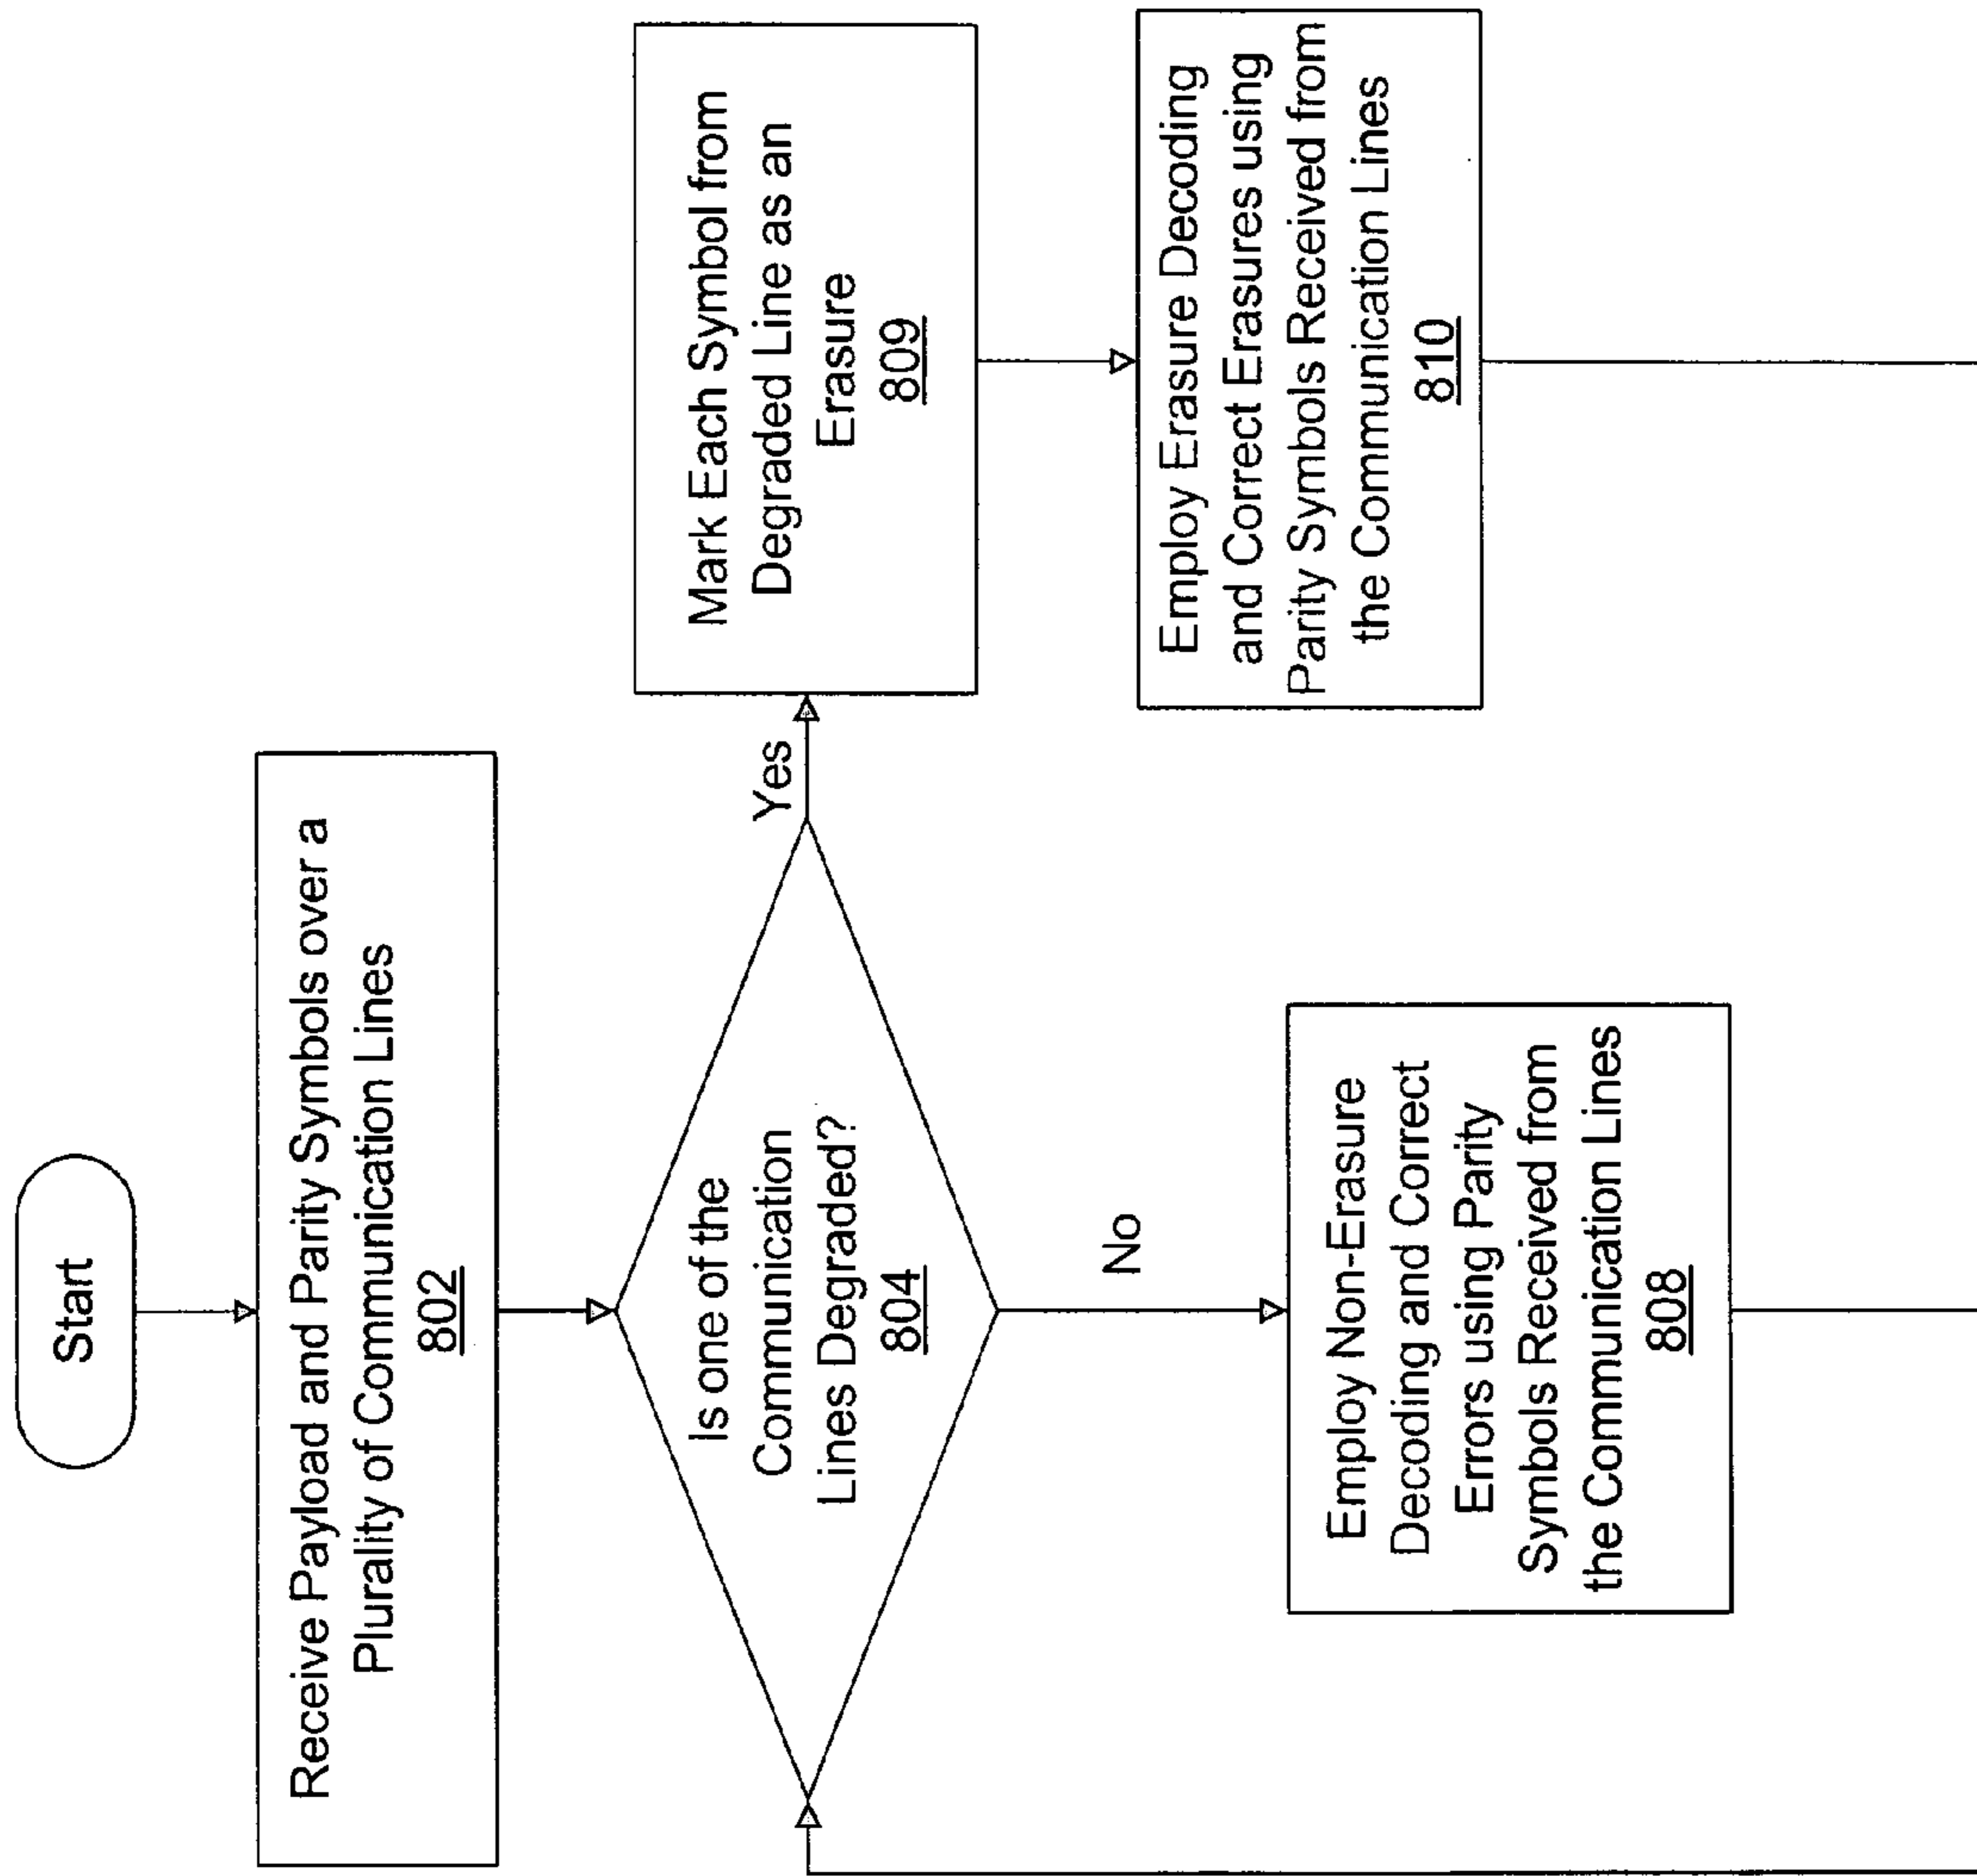 Start
Receive Payload and Parity Symbols over a
Plurality of Communication Lines
802
Is one of the
Communication
Lines Degraded?
804
Yes
Mark Each Symbol from
Degraded Line as an
Erasure
809
No
Employ Non-Erasure
Decoding and Correct
Errors using Parity
Symbols Received from
the Communication Lines
808
Employ Erasure Decoding
and Correct Erasures using
Parity Symbols Received from
the Communication Lines
810